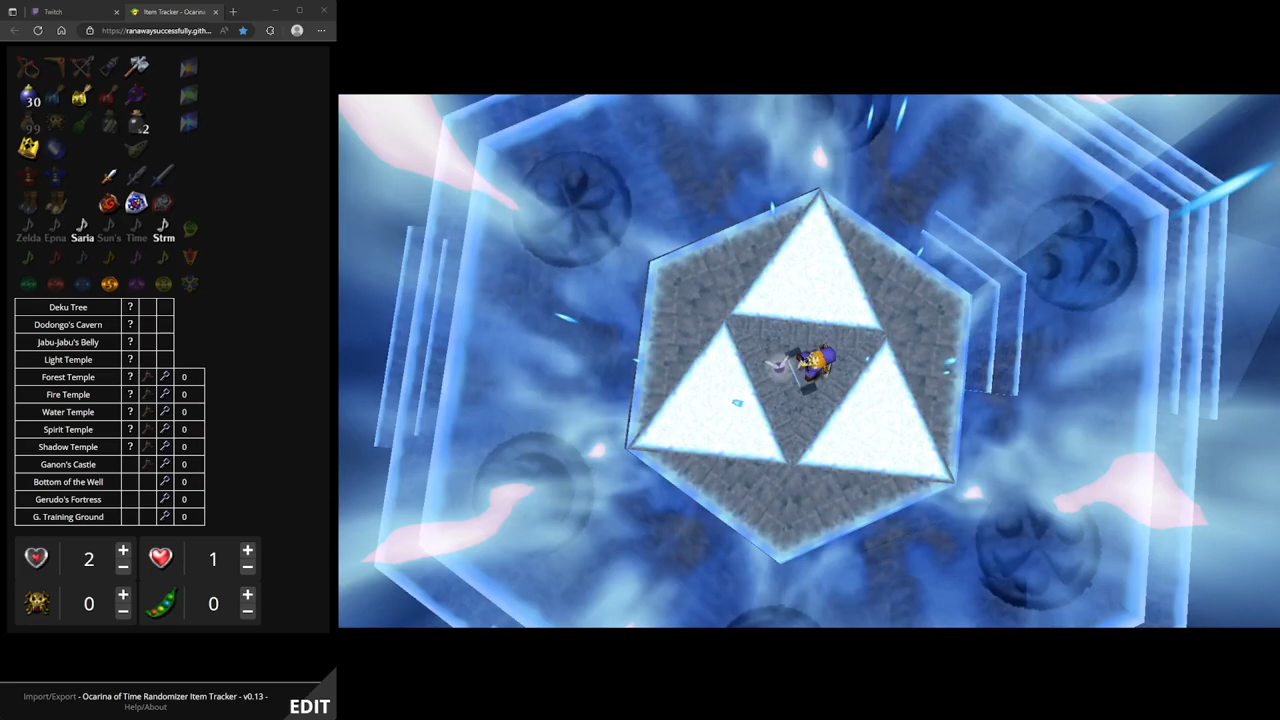 Twitch
Item Tracker - Ocarina
https://ranawaysuccessfully.gith...
30
99
2
Zelda Epna Saria Sun's Time Strm
Deku Tree ?
Dodongo's Cavern ?
Jabu-Jabu's Belly ?
Light Temple ?
Forest Temple ? 0
Fire Temple ? 0
Water Temple ? 0
Spirit Temple ? 0
Shadow Temple ? 0
Ganon's Castle 0
Bottom of the Well 0
Gerudo's Fortress 0
G. Training Ground 0
2 + − 1 + −
0 + − 0 + −
Import/Export - Ocarina of Time Randomizer Item Tracker - v0.13 -
Help/About
EDIT